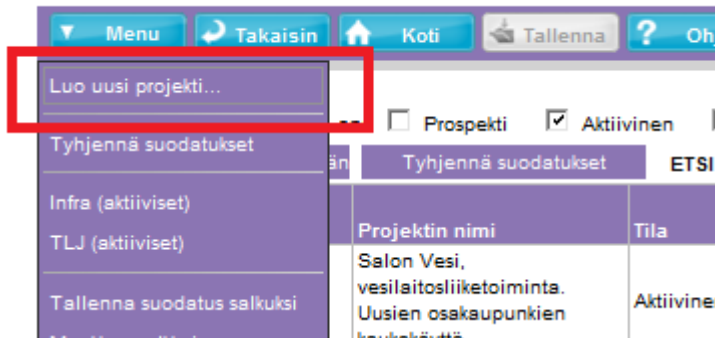 Menu Takaisin Koti Tallenna ?
Luo uusi projekti...
Prospekti Aktiivinen
Tyhjennä suodatukset
Tyhjennä suodatukset ETSI
Infra (aktiiviset)
TLJ (aktiiviset)
Projektin nimi Tila
Salon Vesi,
vesilaitosliiketoiminta.
Uusien osakaupunkien
Tallenna suodatus salkuksi